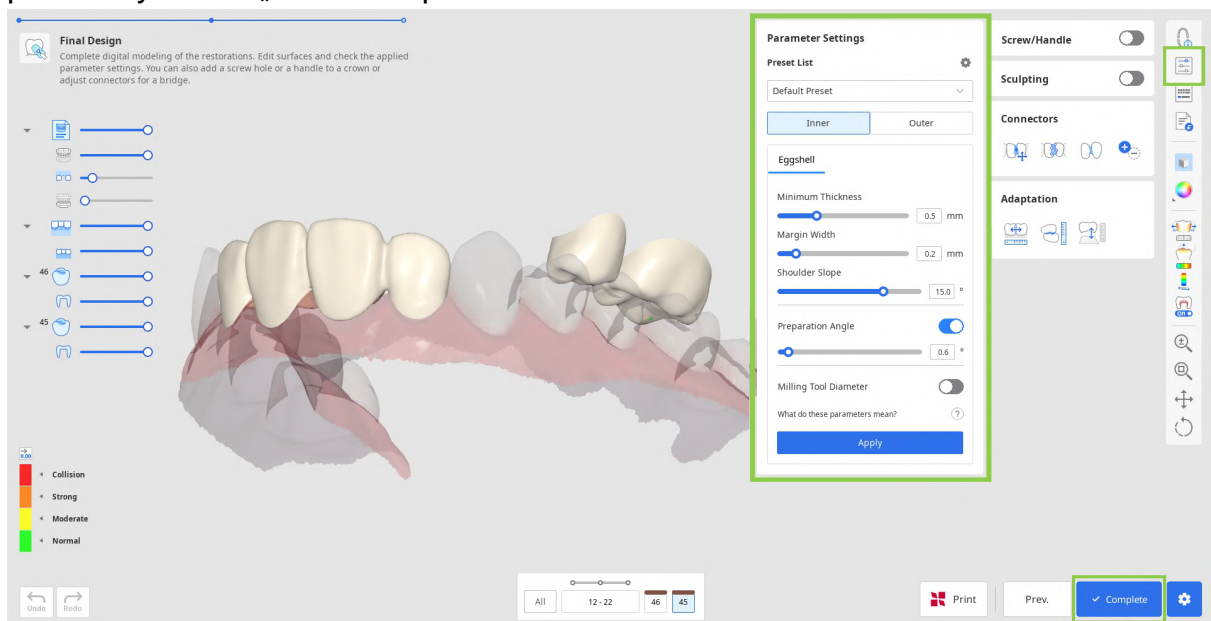 Final Design
Complete digital modeling of the restorations. Edit surfaces and check the applied
parameter settings. You can also add a screw hole or a handle to a crown or
adjust connectors for a bridge.
46
45
0.00
Collision
Strong
Moderate
Normal
Undo
Redo
All
12 - 22
46
45
Parameter Settings
Preset List
Default Preset
Inner
Outer
Eggshell
Minimum Thickness
0.5 mm
Margin Width
0.2 mm
Shoulder Slope
15.0 °
Preparation Angle
0.6 °
Milling Tool Diameter
What do these parameters mean?
?
Apply
Screw/Handle
Sculpting
Connectors
Adaptation
ON
Print
Prev.
Complete